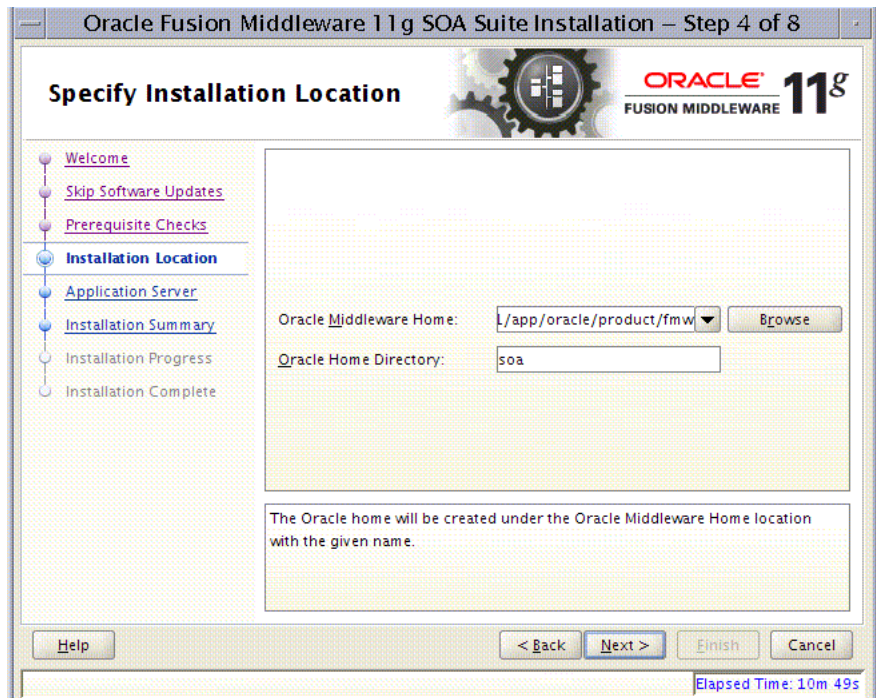 Oracle Fusion Middleware 11g SOA Suite Installation – Step 4 of 8
Specify Installation Location
ORACLE®
FUSION MIDDLEWARE
11g
Welcome
Skip Software Updates
Prerequisite Checks
Installation Location
Application Server
Installation Summary
Installation Progress
Installation Complete
Oracle Middleware Home:
/app/oracle/product/fmw
Browse
Oracle Home Directory:
soa
The Oracle home will be created under the Oracle Middleware Home location
with the given name.
Help
< Back
Next >
Finish
Cancel
Elapsed Time: 10m 49s